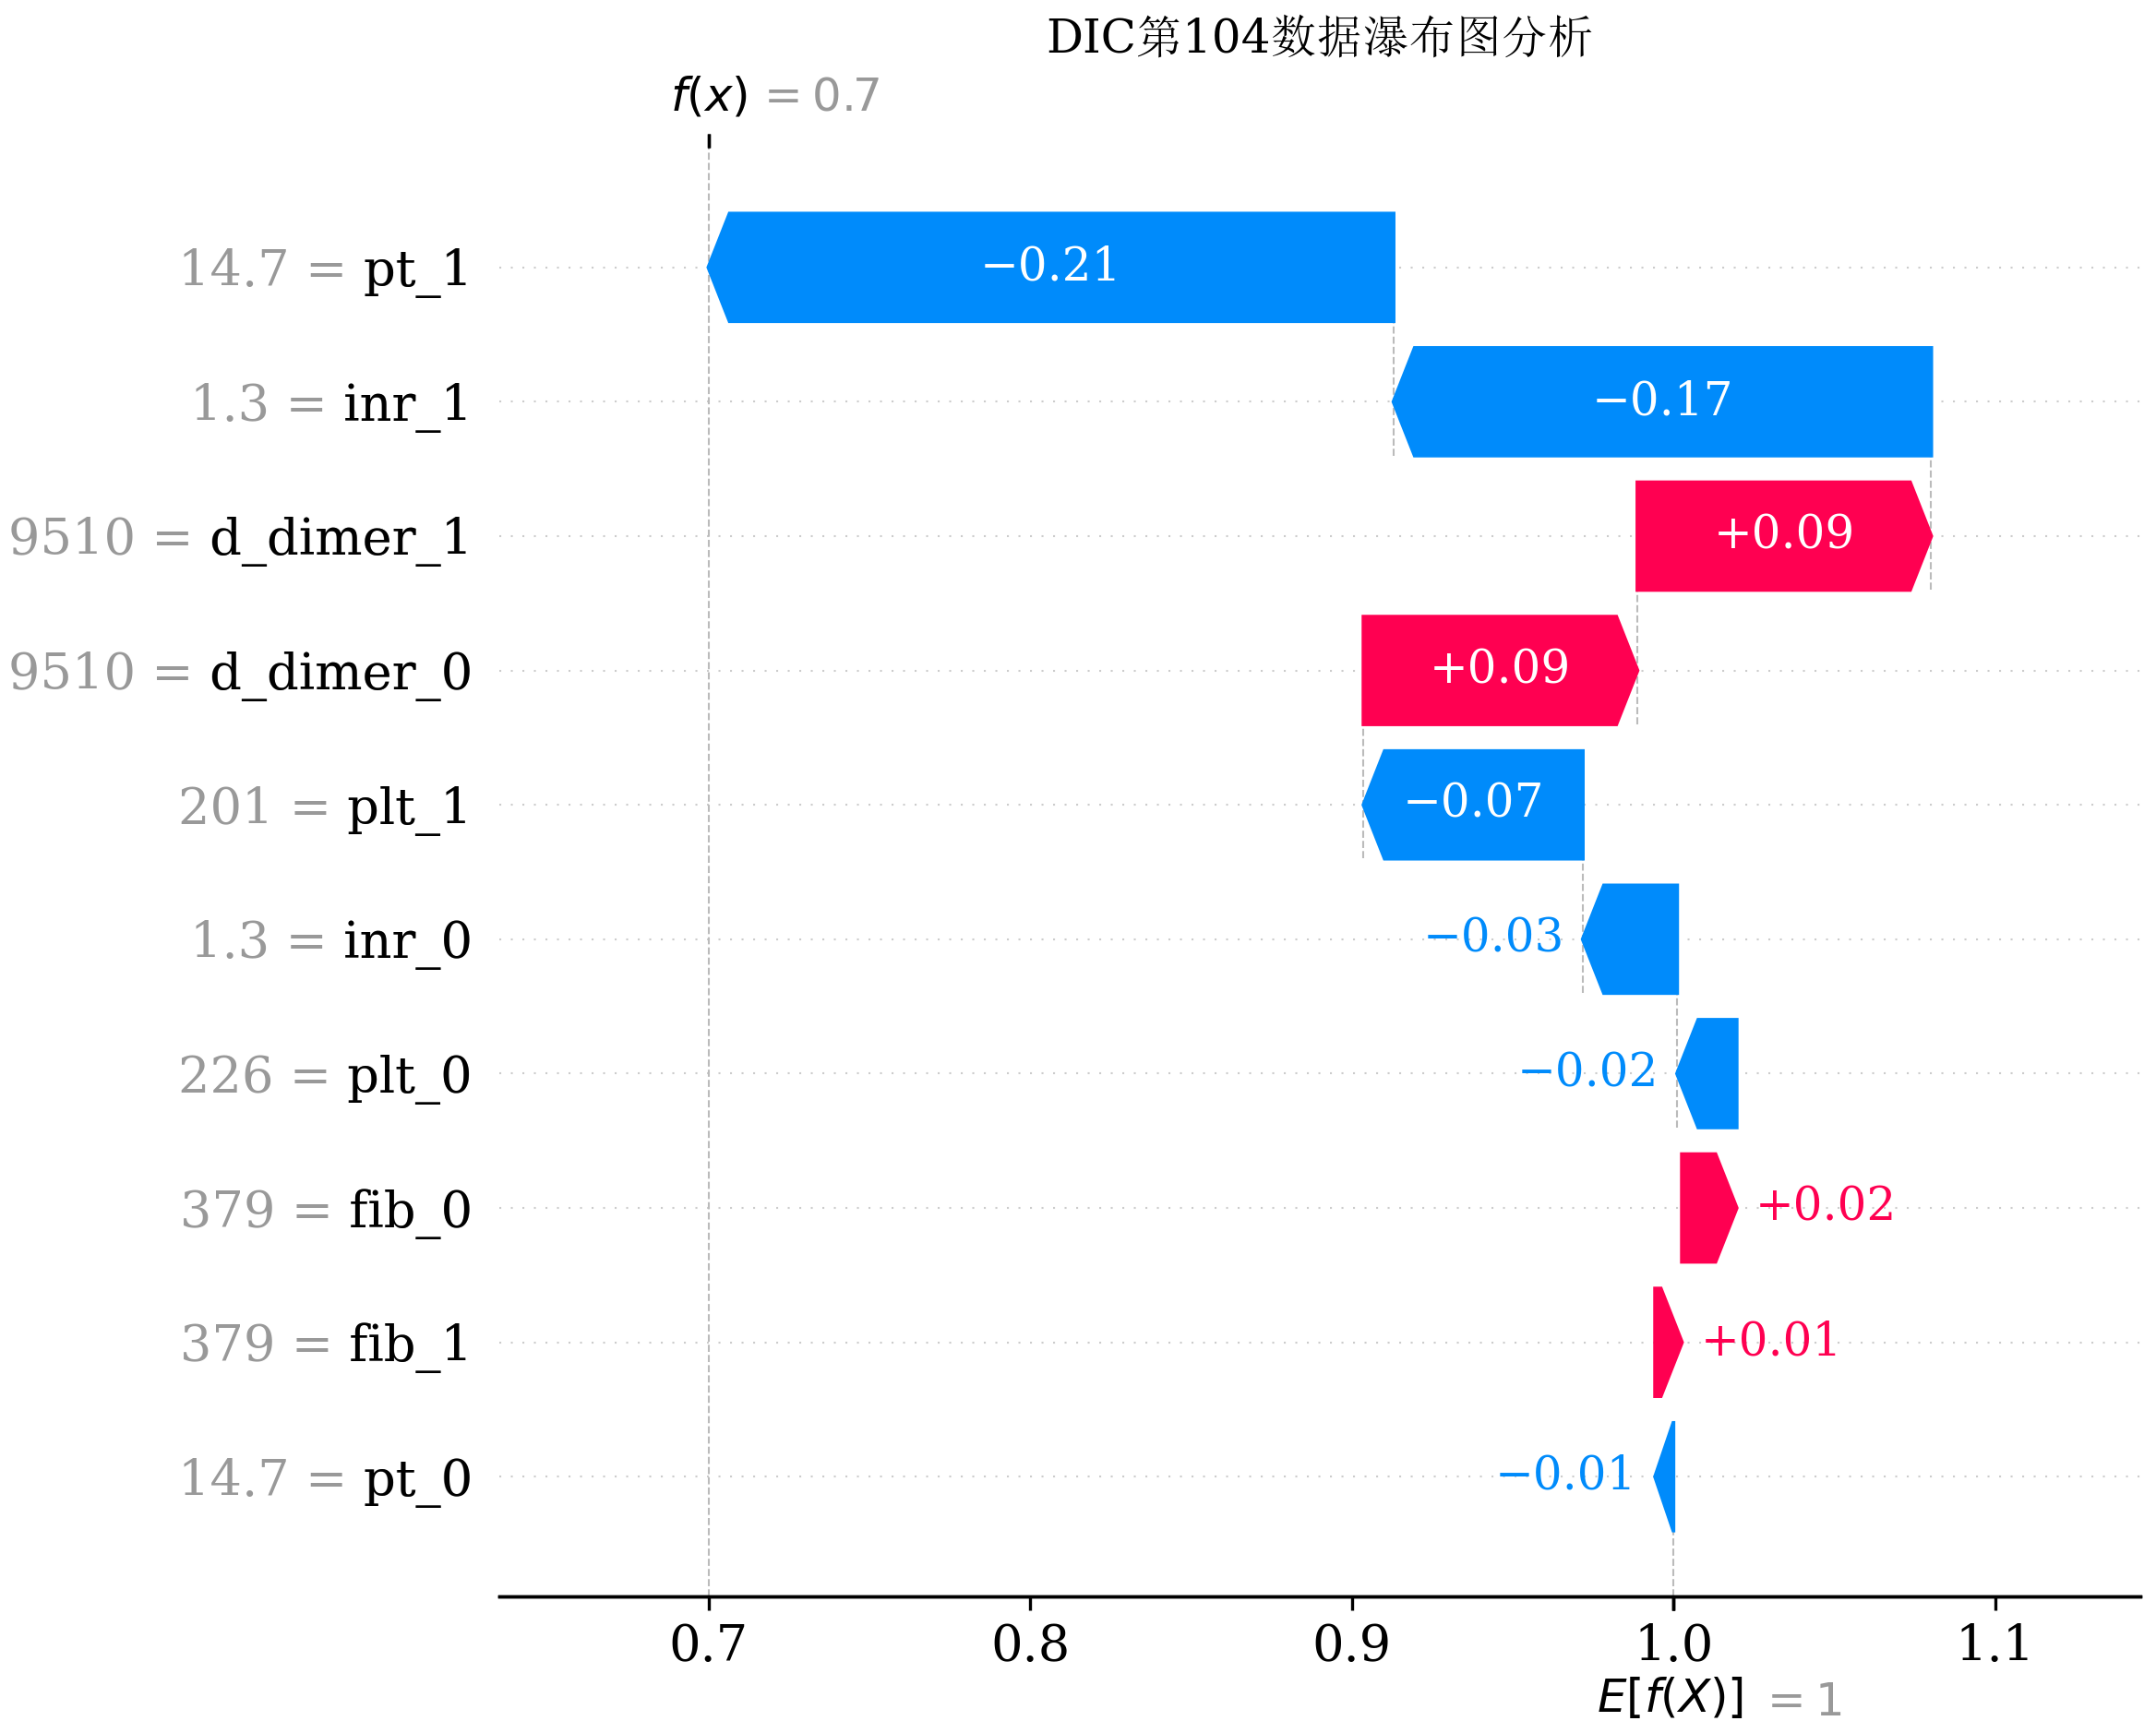 DIC第104数据瀑布图分析
f(x) = 0.7
14.7 = pt_1 −0.21
1.3 = inr_1 −0.17
9510 = d_dimer_1 +0.09
9510 = d_dimer_0 +0.09
201 = plt_1 −0.07
1.3 = inr_0 −0.03
226 = plt_0 −0.02
379 = fib_0 +0.02
379 = fib_1 +0.01
14.7 = pt_0 −0.01
0.7 0.8 0.9 1.0 1.1
E[f(X)] = 1